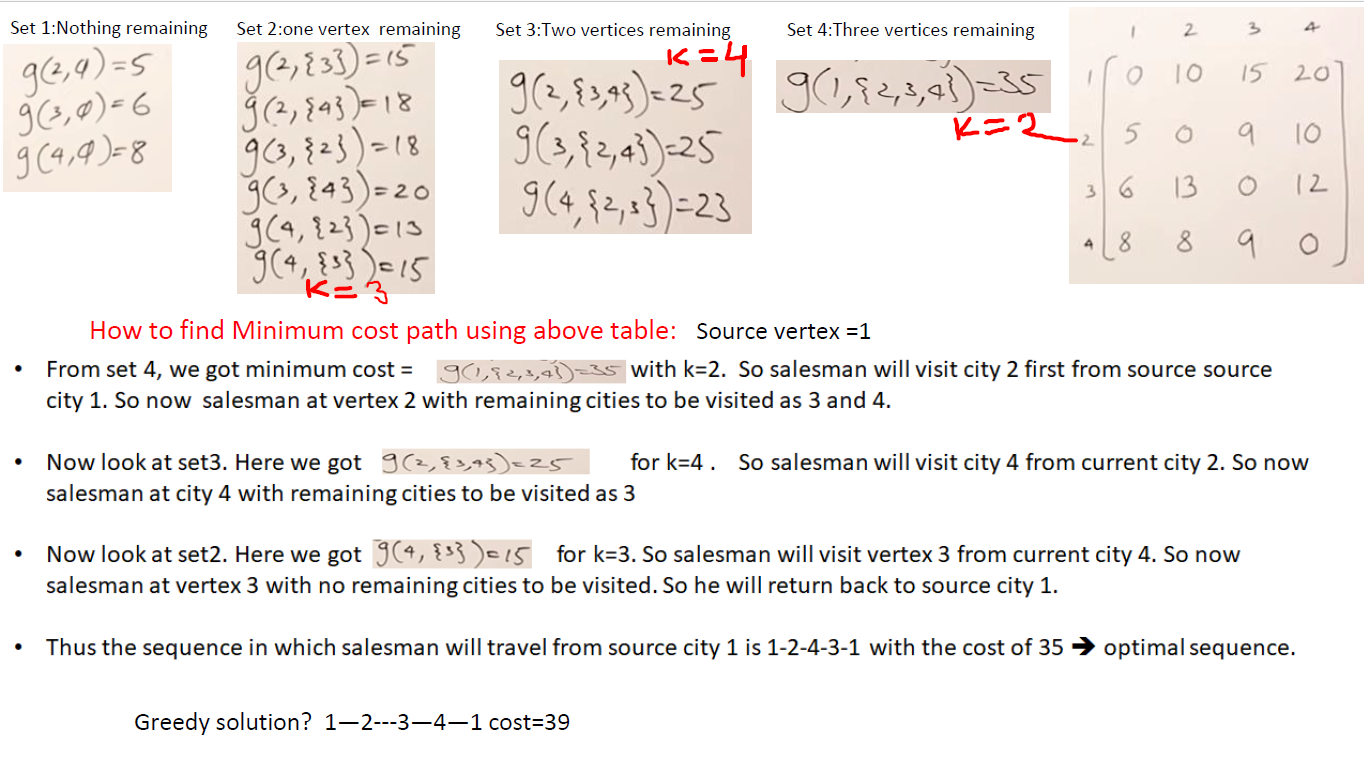 Set 1:Nothing remaining
g(2,φ)=5
g(3,φ)=6
g(4,φ)=8
Set 2:one vertex  remaining
g(2,{3})=15
g(2,{4})=18
g(3,{2})=18
g(3,{4})=20
g(4,{2})=13
g(4,{3})=15
K=3
Set 3:Two vertices remaining
K=4
g(2,{3,4})=25
g(3,{2,4})=25
g(4,{2,3})=23
Set 4:Three vertices remaining
g(1,{2,3,4})=35
K=2
1 2 3 4
1 0 10 15 20
2 5 0 9 10
3 6 13 0 12
4 8 8 9 0
How to find Minimum cost path using above table: Source vertex =1
• From set 4, we got minimum cost = g(1,{2,3,4})=35 with k=2. So salesman will visit city 2 first from source source
city 1. So now salesman at vertex 2 with remaining cities to be visited as 3 and 4.
• Now look at set3. Here we got g(2,{3,4})=25 for k=4 . So salesman will visit city 4 from current city 2. So now
salesman at city 4 with remaining cities to be visited as 3
• Now look at set2. Here we got g(4,{3})=15 for k=3. So salesman will visit vertex 3 from current city 4. So now
salesman at vertex 3 with no remaining cities to be visited. So he will return back to source city 1.
• Thus the sequence in which salesman will travel from source city 1 is 1-2-4-3-1 with the cost of 35 ➔ optimal sequence.
Greedy solution? 1—2---3—4—1 cost=39